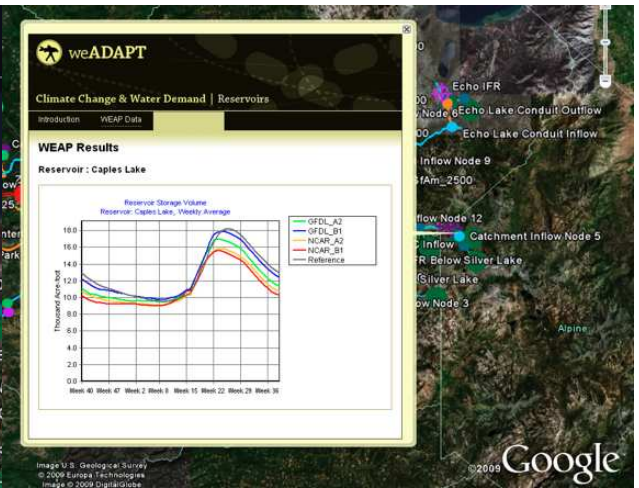 weADAPT
Climate Change & Water Demand | Reservoirs
Introduction
WEAP Data
WEAP Results
Reservoir : Caples Lake
Reservoir Storage Volume
Reservoir: Caples Lake, Weekly Average
Thousand Acre-foot
18.0
16.0
14.0
12.0
10.0
8.0
6.0
4.0
2.0
0.0
Week 40 Week 47 Week 2 Week 9 Week 15 Week 22 Week 29 Week 36
GFDL_A2
GFDL_B1
NCAR_A2
NCAR_B1
Reference
Echo IFR
Node 6
Echo Lake Conduit Outflow
Echo Lake Conduit Inflow
Inflow Node 9
SfAm_2500
Node 12
Catchment Inflow Node 5
Inflow
Below Silver Lake
Silver Lake
Node 3
Alpine
Image U.S. Geological Survey
© 2009 Europa Technologies
Image © 2009 DigitalGlobe
©2009 Google